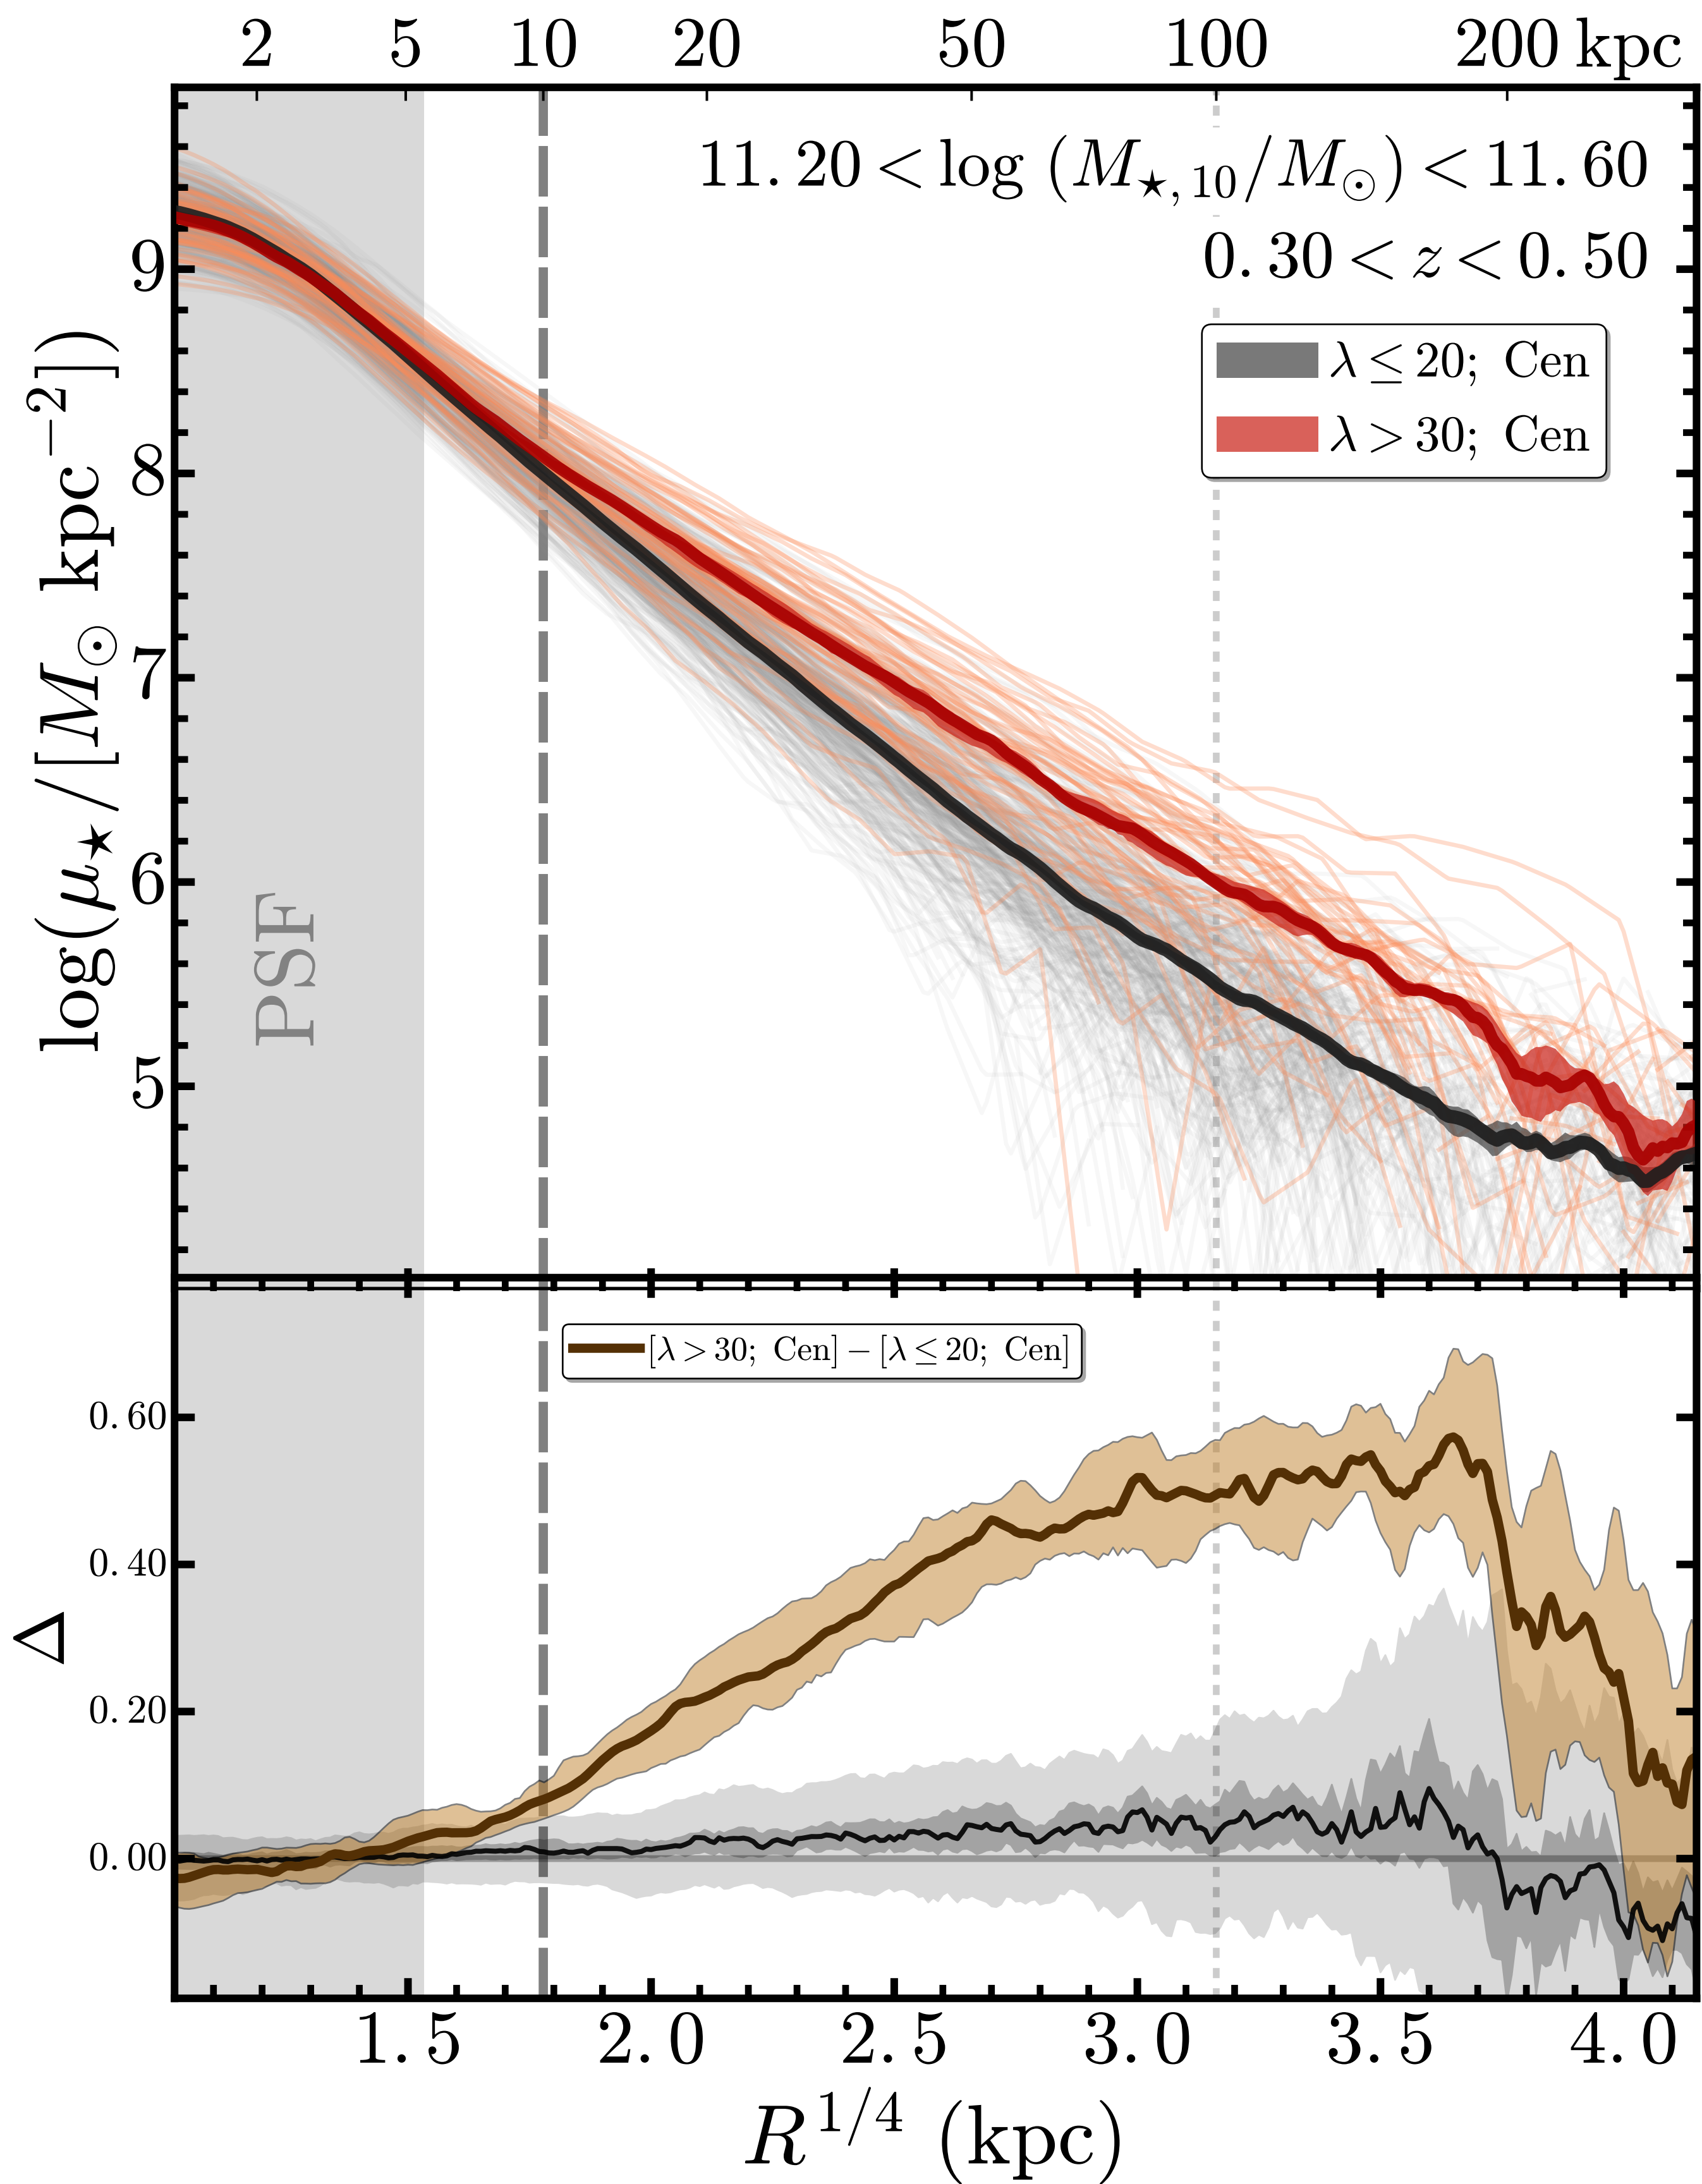 2 5 10 20 50 100 200 kpc
11.20 < log (M⋆,10/M⊙) < 11.60
0.30 < z < 0.50
λ ≤ 20; Cen
λ > 30; Cen
9
8
7
6
5
log(μ⋆/[M⊙ kpc⁻²])
PSF
[λ > 30; Cen] − [λ ≤ 20; Cen]
0.60
0.40
0.20
0.00
Δ
1.5 2.0 2.5 3.0 3.5 4.0
R^1/4 (kpc)